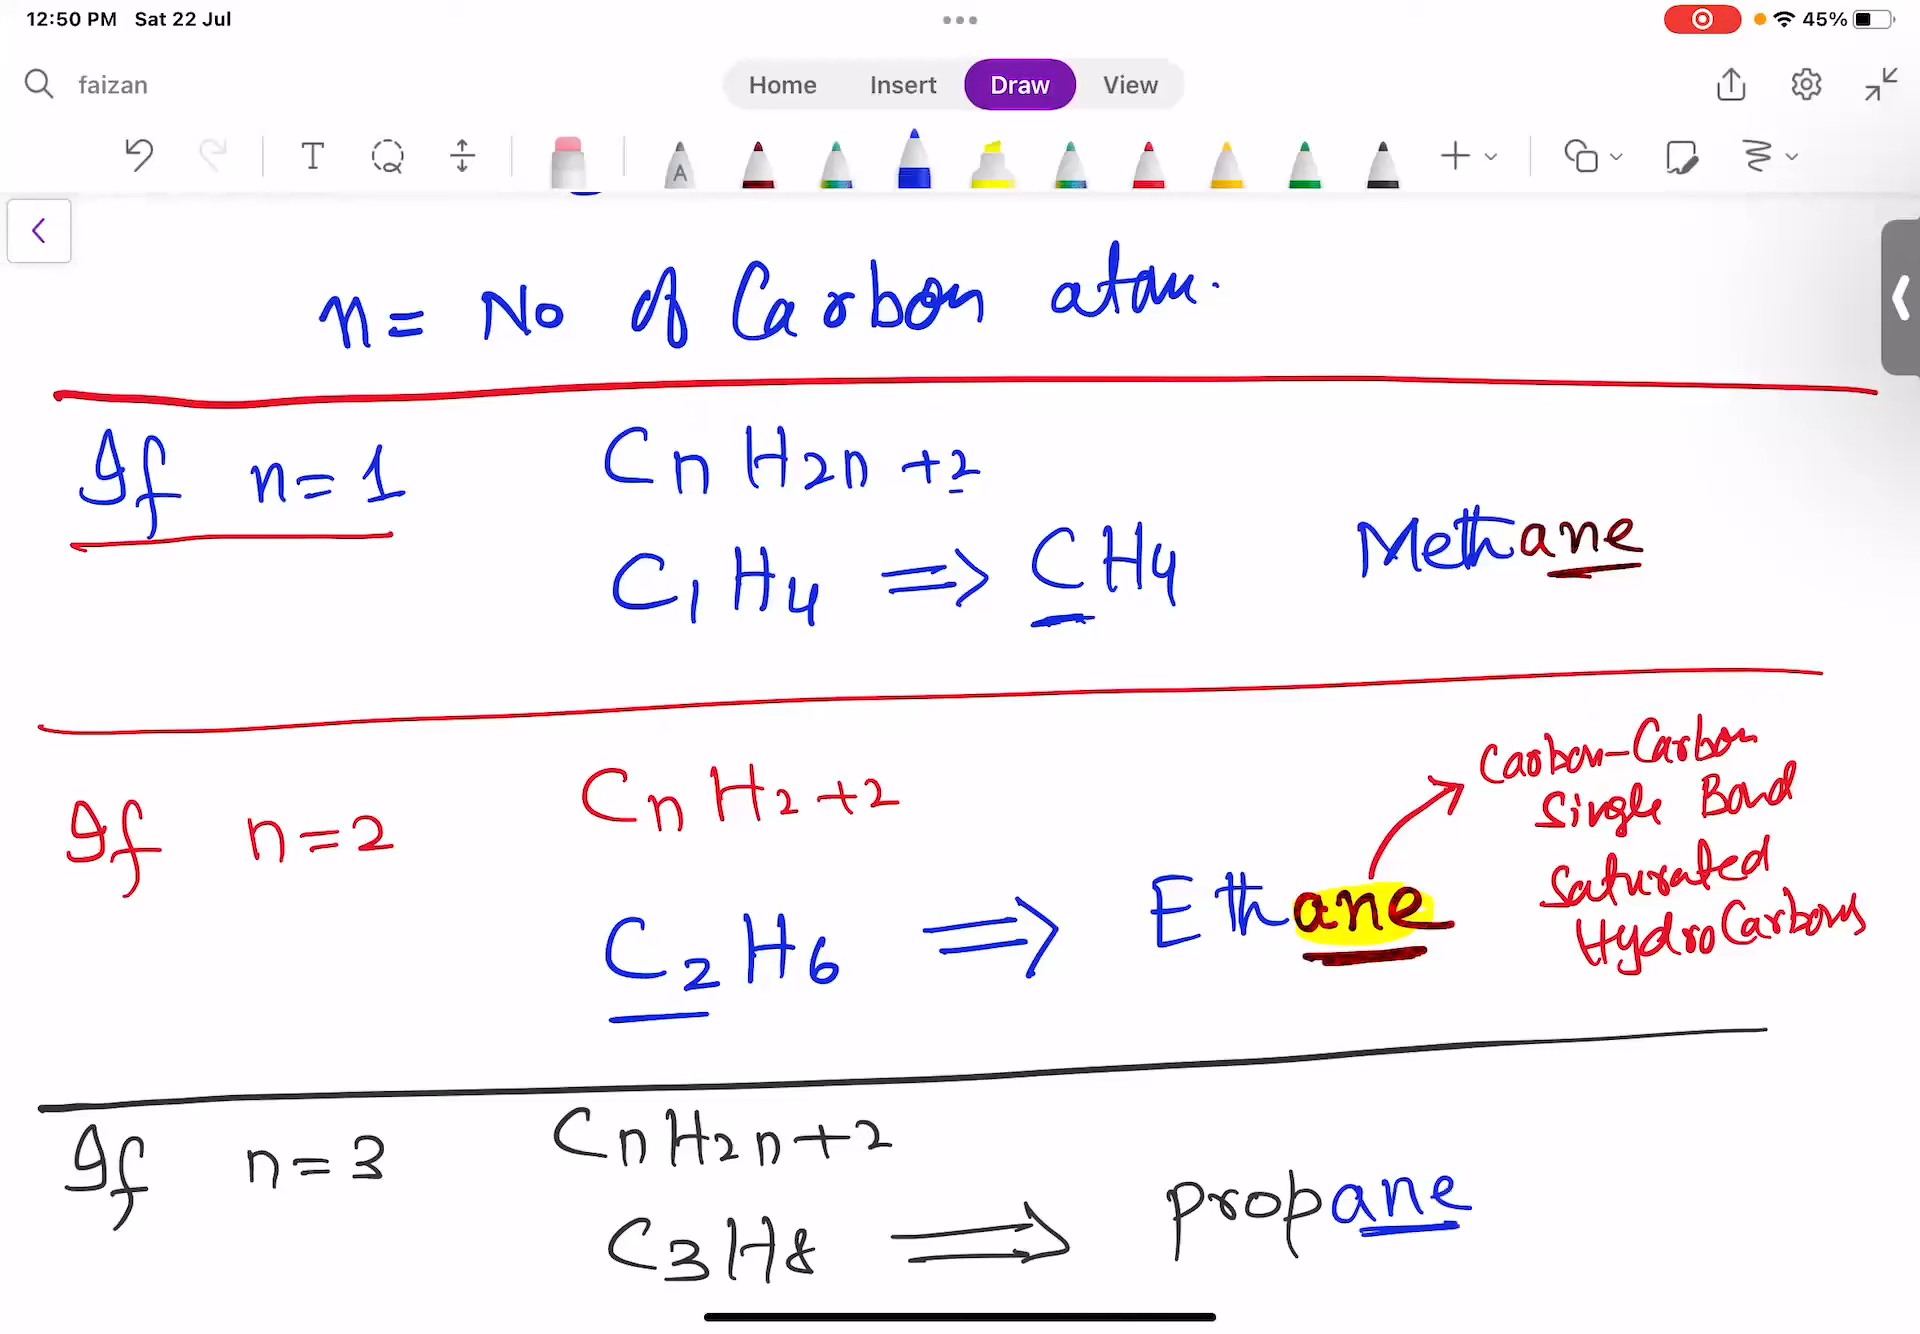 12:50 PM Sat 22 Jul
45%
faizan
Home Insert Draw View
T
A
n= No of Carbon atom.
If n=1 CnH2n+2
C1H4 ⇒ CH4 Methane
If n=2 CnH2+2
Carbon-Carbon
Single Bond
Saturated
HydroCarbons
C2H6 ⇒ Ethane
If n=3 CnH2n+2
C3H8 ⇒ propane